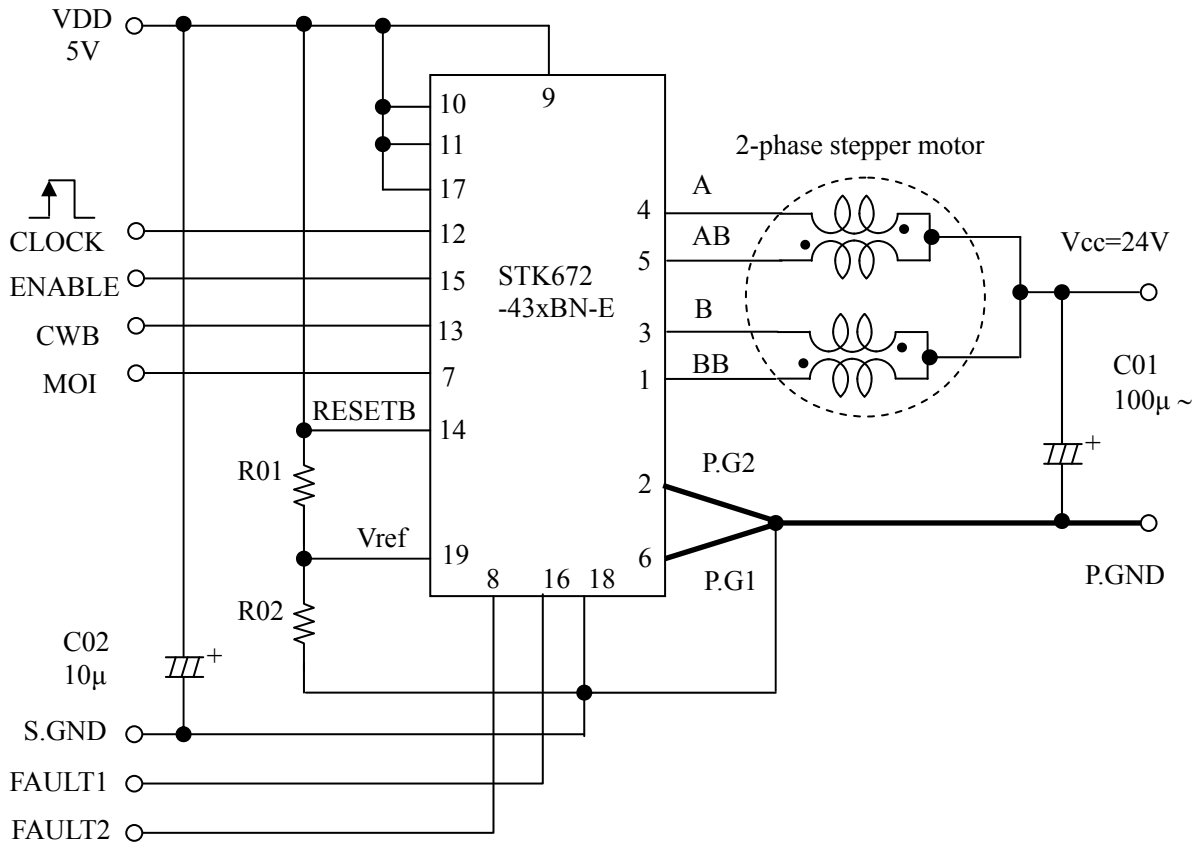 VDD
5V
9
10
11
17
2-phase stepper motor
A
4
CLOCK
12
AB
5
Vcc=24V
ENABLE
15
STK672
-43xBN-E
B
3
CWB
13
MOI
7
BB
1
C01
100μ ~
RESETB
14
+
R01
P.G2
2
Vref
19
6
P.G1
P.GND
8
16
18
R02
C02
10μ
+
S.GND
FAULT1
FAULT2